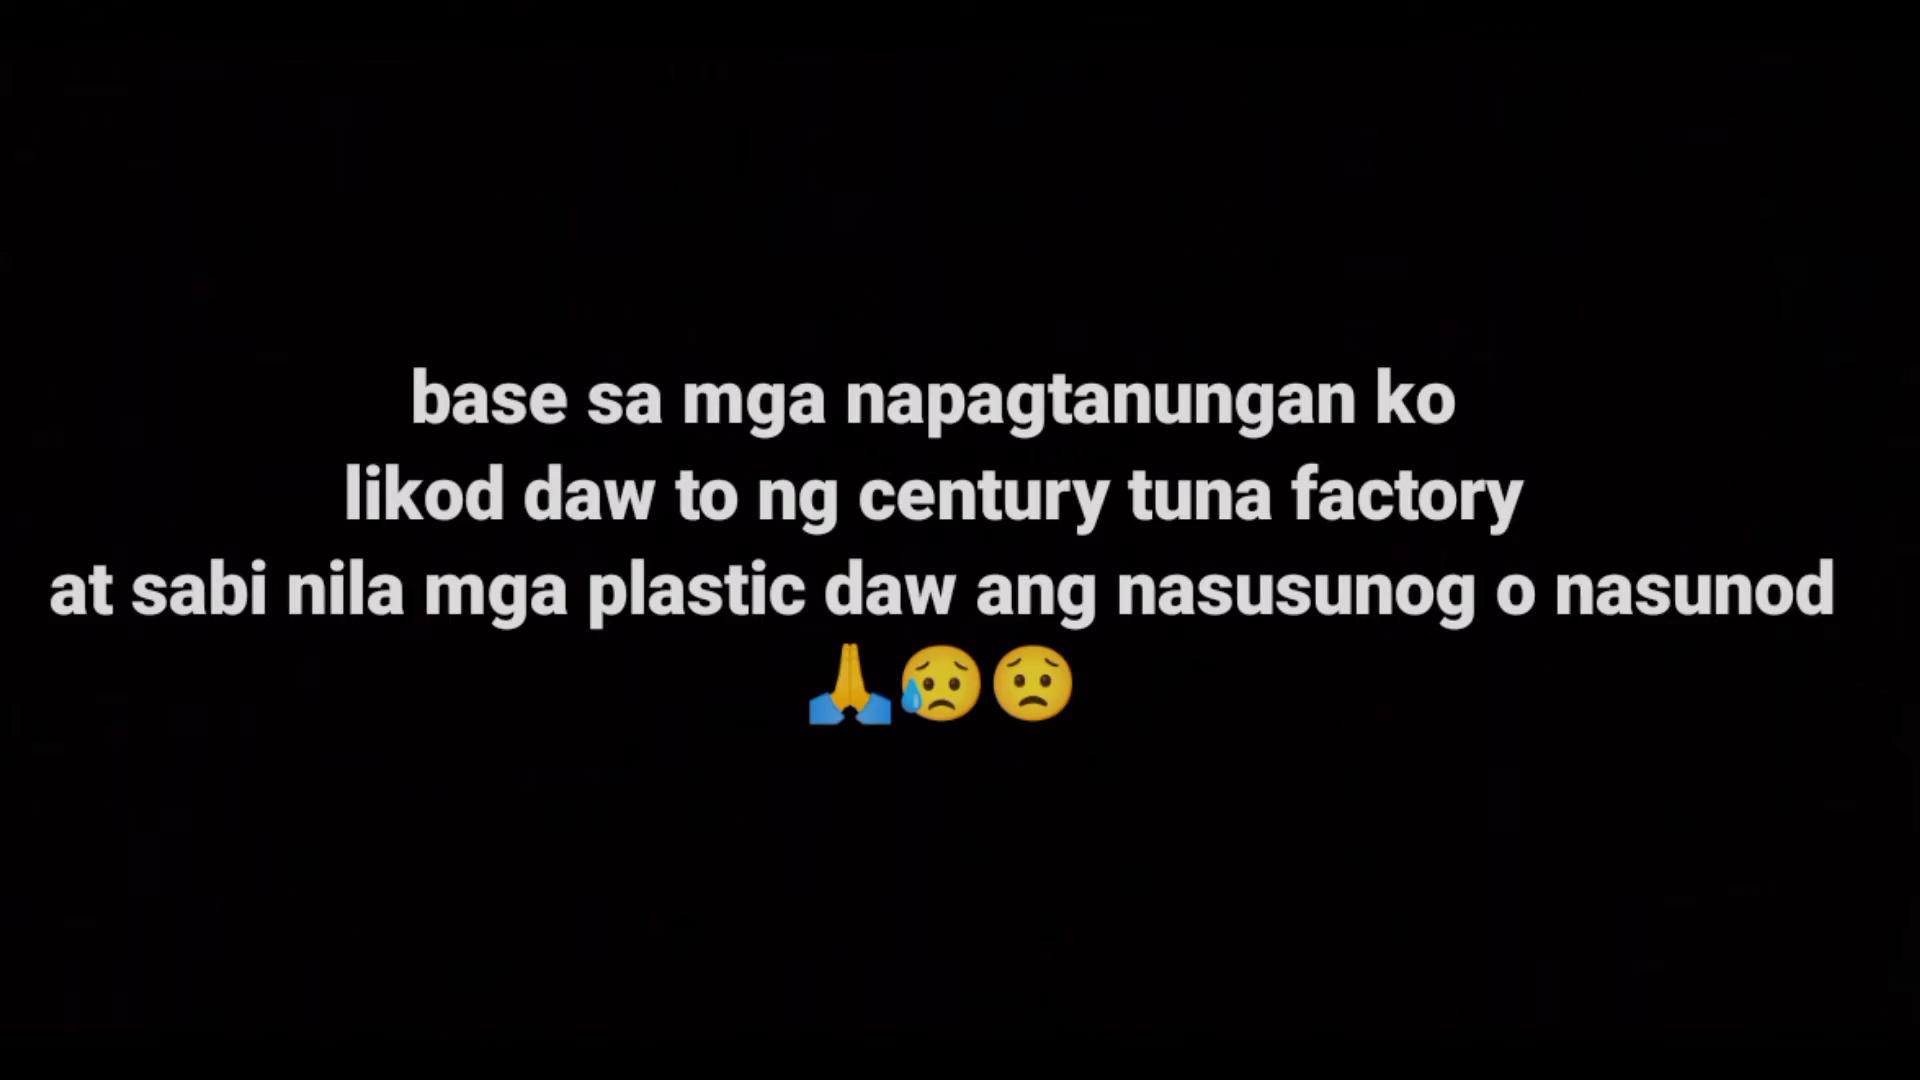 base sa mga napagtanungan ko
likod daw to ng century tuna factory
at sabi nila mga plastic daw ang nasusunog o nasunod
🙏😥😟